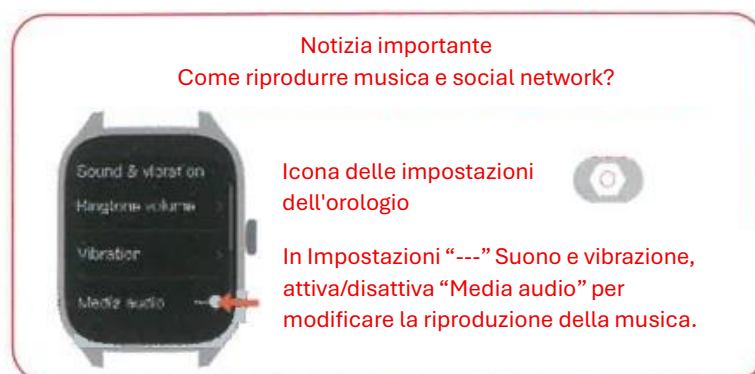 Notizia importante
Come riprodurre musica e social network?
Sound & vibration
Ringtone volume
Vibration
Media audio
Icona delle impostazioni
dell'orologio
In Impostazioni “---” Suono e vibrazione,
attiva/disattiva “Media audio” per
modificare la riproduzione della musica.